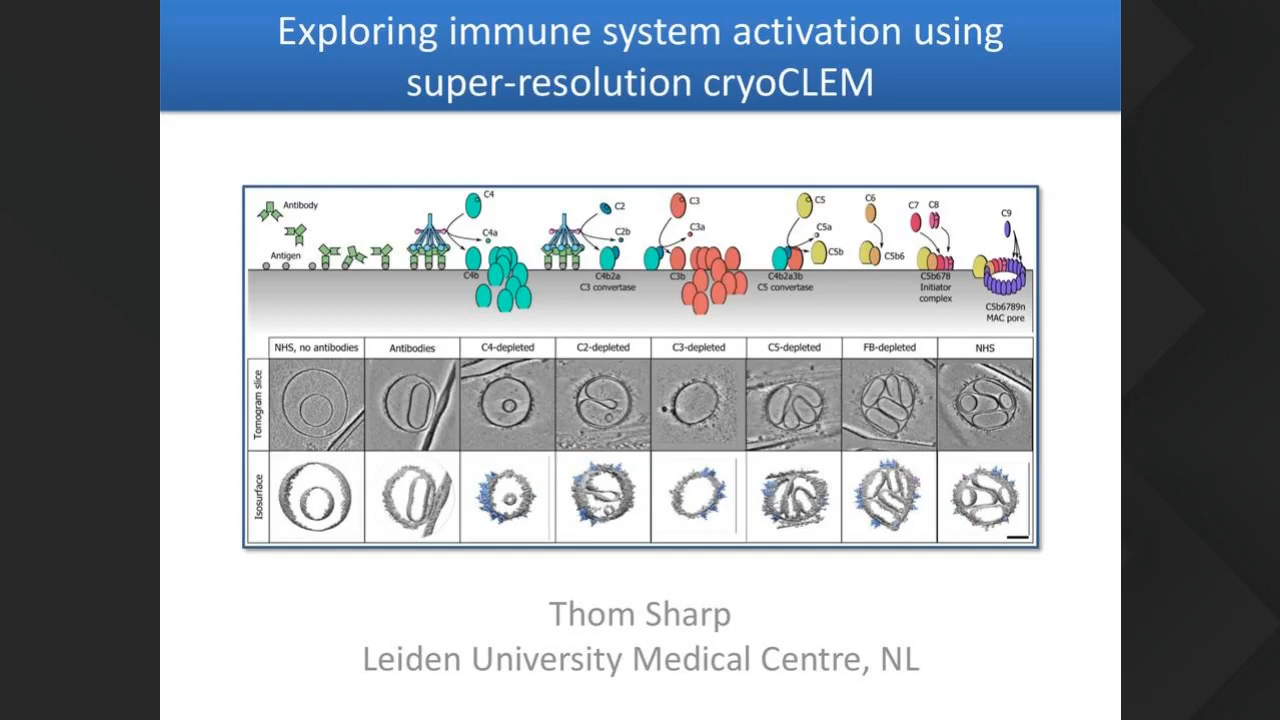 Exploring immune system activation using
super-resolution cryoCLEM
Antibody
Antigen
C4
C4a
C4b
C2
C2b
C4b2a
C3 convertase
C3
C3a
C3b
C5
C5a
C5b
C4b2a3b
C5 convertase
C6
C5b6
C7
C8
C5b678
Initiator
complex
C9
C5b6789n
MAC pore
NHS, no antibodies
Antibodies
C4-depleted
C2-depleted
C3-depleted
C5-depleted
FB-depleted
NHS
Tomogram slice
Isosurface
Thom Sharp
Leiden University Medical Centre, NL